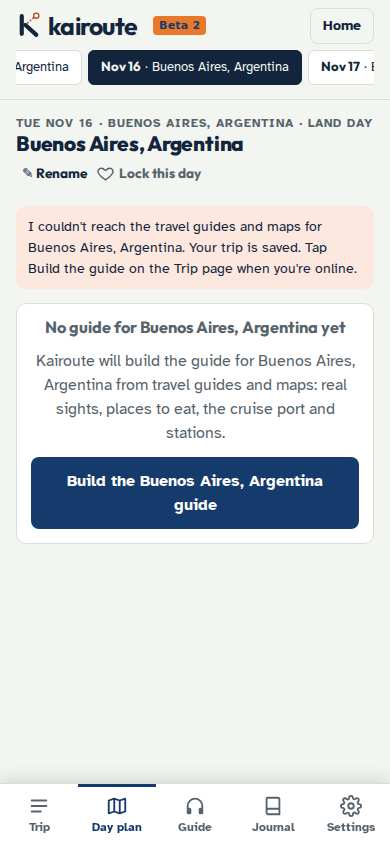 kairoute Beta 2 Home
Argentina Nov 16 · Buenos Aires, Argentina Nov 17 ·
TUE NOV 16 · BUENOS AIRES, ARGENTINA · LAND DAY
Buenos Aires, Argentina
✎ Rename Lock this day
I couldn't reach the travel guides and maps for
Buenos Aires, Argentina. Your trip is saved. Tap
Build the guide on the Trip page when you're online.
No guide for Buenos Aires, Argentina yet
Kairoute will build the guide for Buenos Aires,
Argentina from travel guides and maps: real
sights, places to eat, the cruise port and
stations.
Build the Buenos Aires, Argentina
guide
Trip Day plan Guide Journal Settings